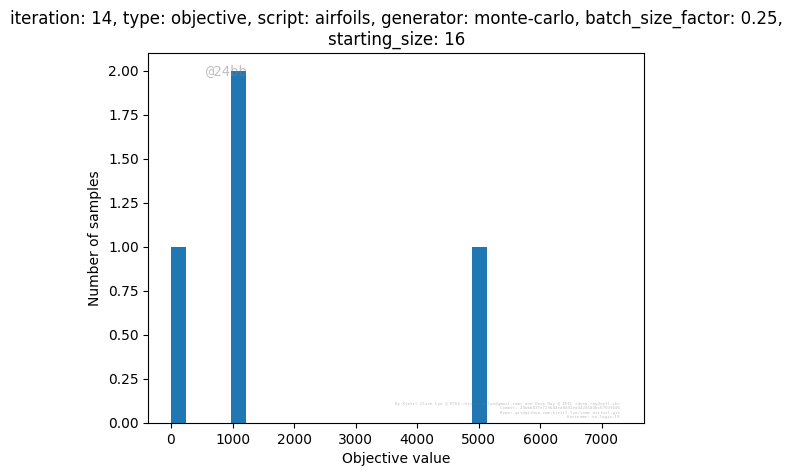 iteration: 14, type: objective, script: airfoils, generator: monte-carlo, batch_size_factor: 0.25,
starting_size: 16
@24bb
2.00
1.75
1.50
1.25
1.00
0.75
0.50
0.25
0.00
Number of samples
0 1000 2000 3000 4000 5000 6000 7000
Objective value